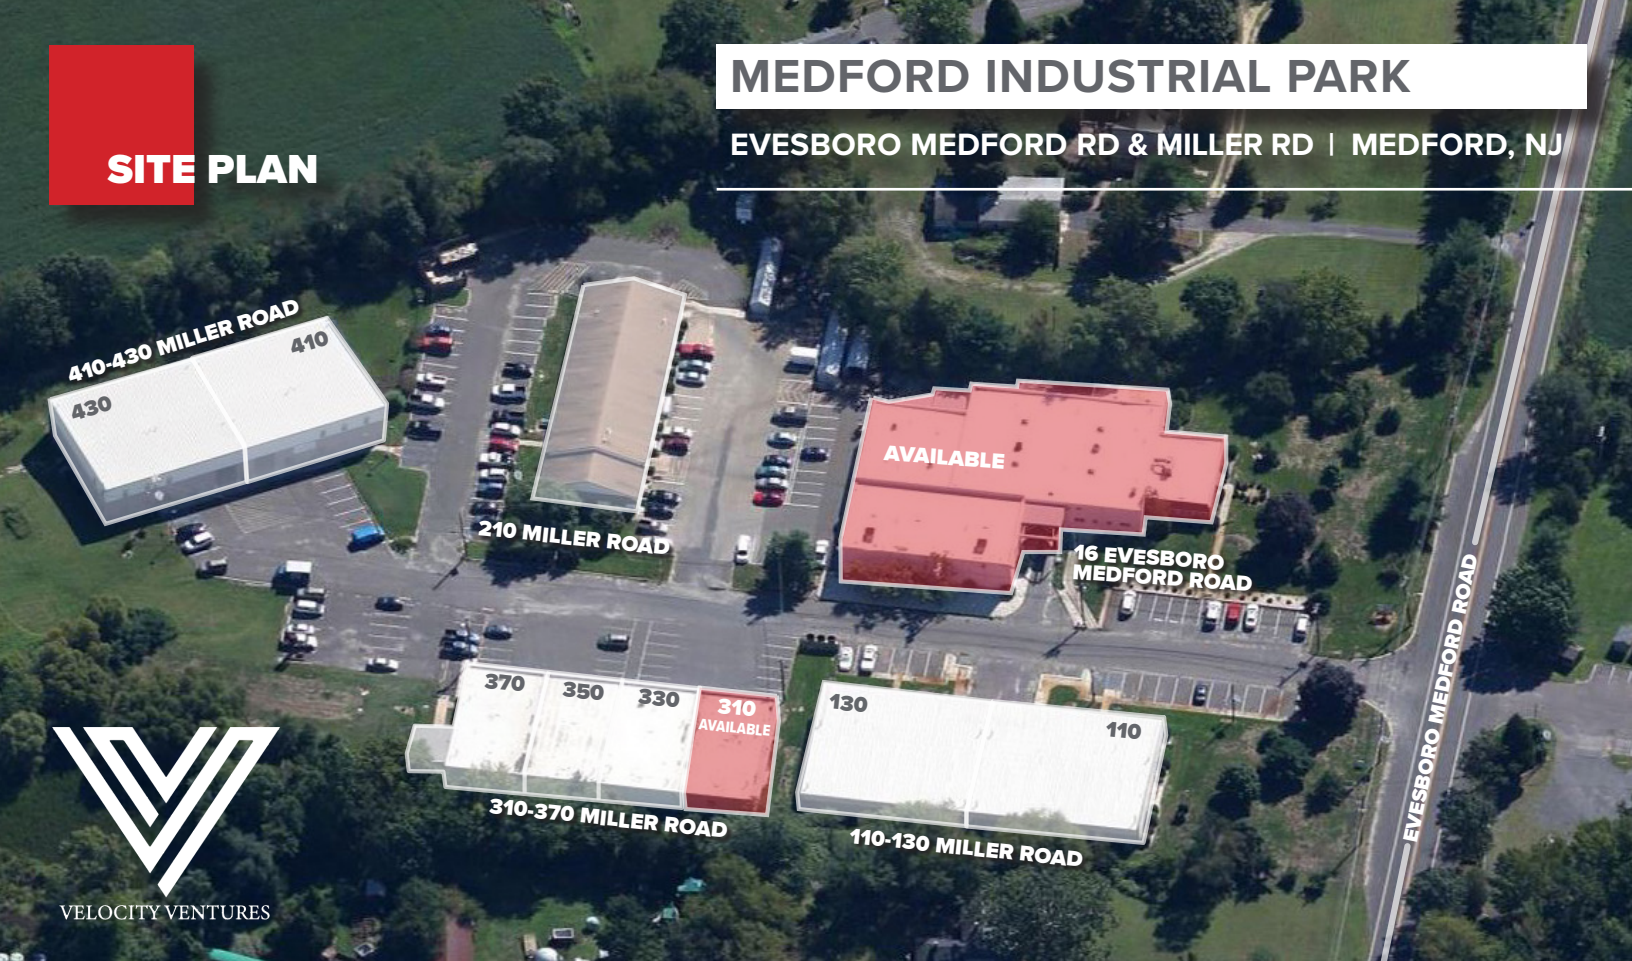 SITE PLAN
MEDFORD INDUSTRIAL PARK
EVESBORO MEDFORD RD & MILLER RD | MEDFORD, NJ
410-430 MILLER ROAD
410
430
210 MILLER ROAD
AVAILABLE
16 EVESBORO
MEDFORD ROAD
370
350
330
310
AVAILABLE
310-370 MILLER ROAD
130
110
110-130 MILLER ROAD
EVESBORO MEDFORD ROAD
VELOCITY VENTURES